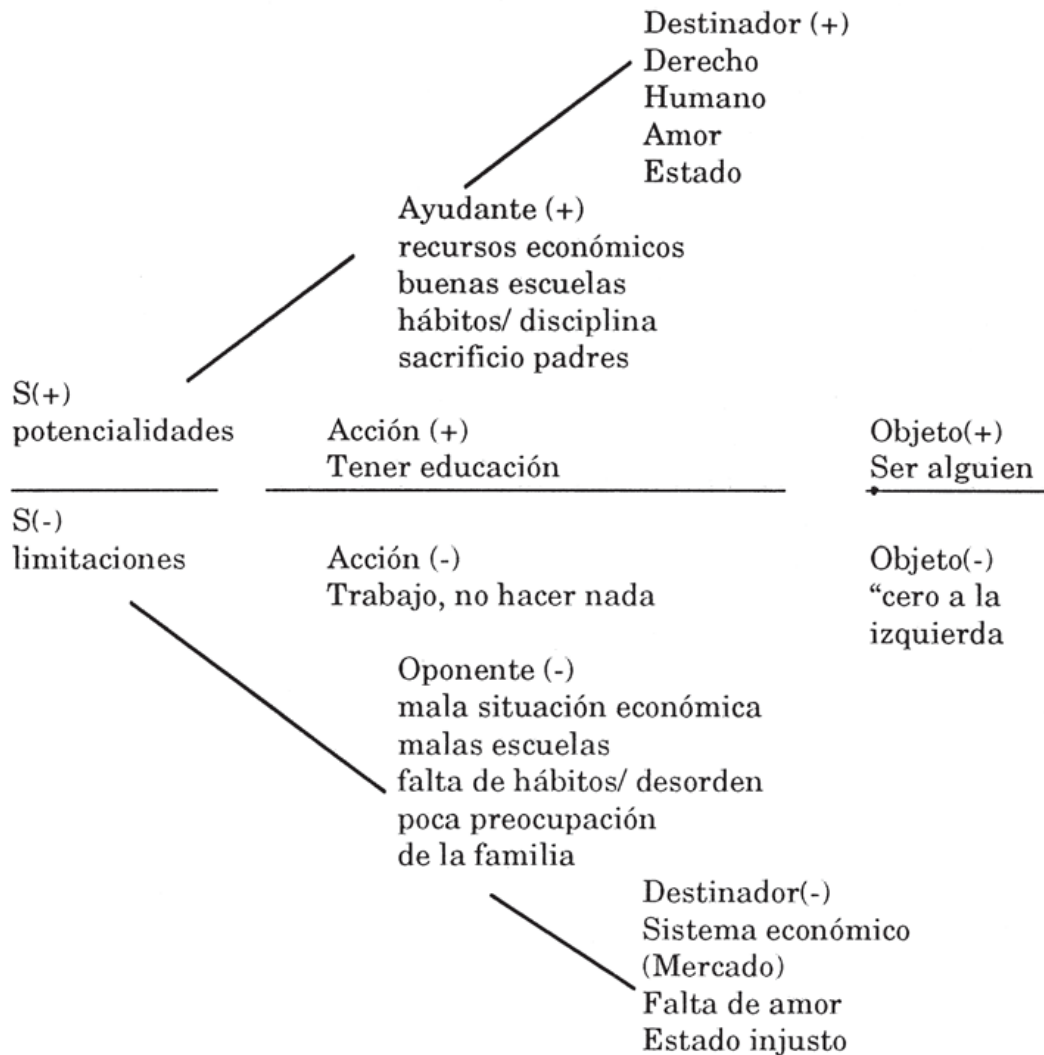 Destinador (+)
Derecho
Humano
Amor
Estado
Ayudante (+)
recursos económicos
buenas escuelas
hábitos/ disciplina
sacrificio padres
S(+)
potencialidades
Acción (+)
Tener educación
Objeto(+)
Ser alguien
S(-)
limitaciones
Acción (-)
Trabajo, no hacer nada
Objeto(-)
“cero a la
izquierda
Oponente (-)
mala situación económica
malas escuelas
falta de hábitos/ desorden
poca preocupación
de la familia
Destinador(-)
Sistema económico
(Mercado)
Falta de amor
Estado injusto